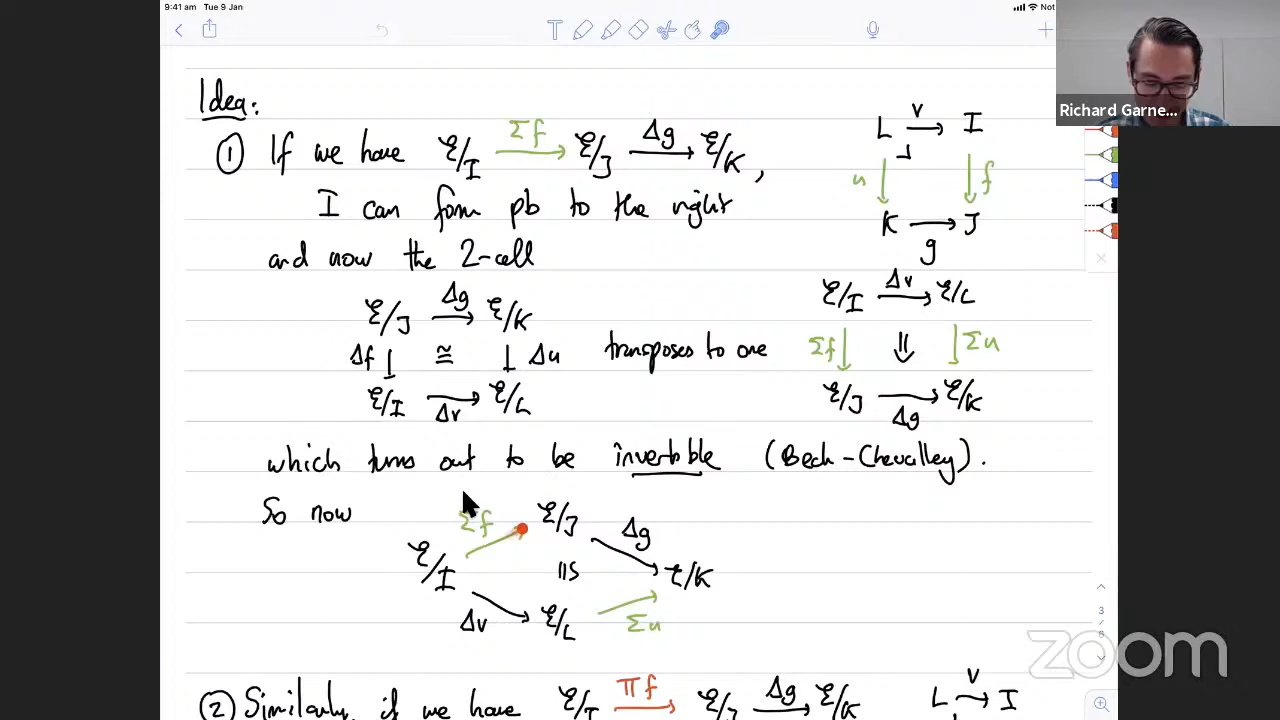 9:41 am Tue 9 Jan
Not
Richard Garne...
Idea:
① If we have ℰ/I Σf→ ℰ/J Δg→ ℰ/K,
I can form pb to the right
L v→ I
u f
K → J
g
and now the 2-cell
ℰ/J Δg→ ℰ/K
Δf↓ ≅ ↓Δu transposes to one
ℰ/I Δv→ ℰ/L
ℰ/I Δv→ ℰ/L
Σf↓ ⇓ ↓Σu
ℰ/J Δg→ ℰ/K
which turns out to be invertible (Beck-Chevalley).
So now
Σf ℰ/J Δg
ℰ/I ≅ ℰ/K
Δv ℰ/L Σu
② Similarly if we have ℰ/I Πf→ ℰ/J Δg→ ℰ/K
L v→ I
3
/
6
zoom